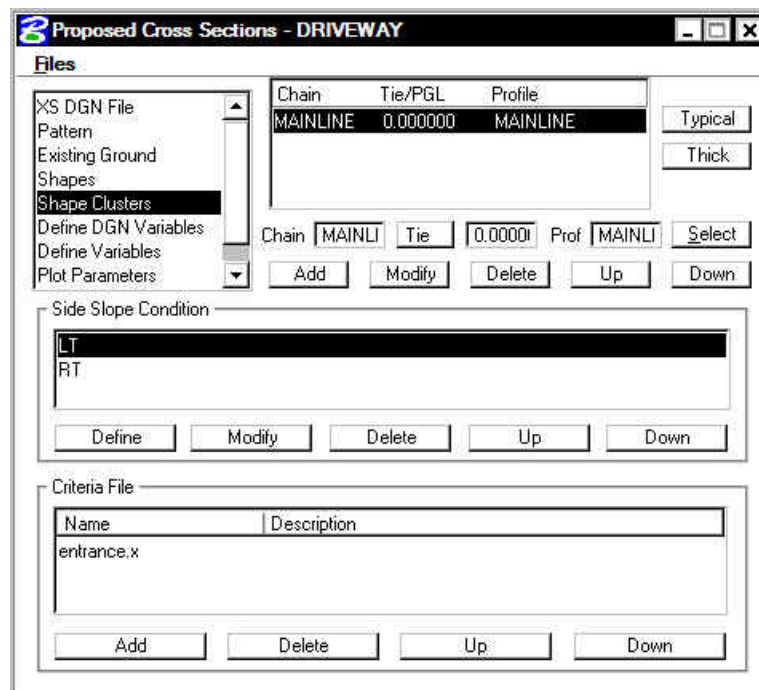 Proposed Cross Sections - DRIVEWAY
Files
XS DGN File
Pattern
Existing Ground
Shapes
Shape Clusters
Define DGN Variables
Define Variables
Plot Parameters
Chain Tie/PGL Profile
MAINLINE 0.000000 MAINLINE
Typical
Thick
Chain MAINLI Tie 0.0000 Prof MAINLI Select
Add Modify Delete Up Down
Side Slope Condition
LT
RT
Define Modify Delete Up Down
Criteria File
Name Description
entrance.x
Add Delete Up Down